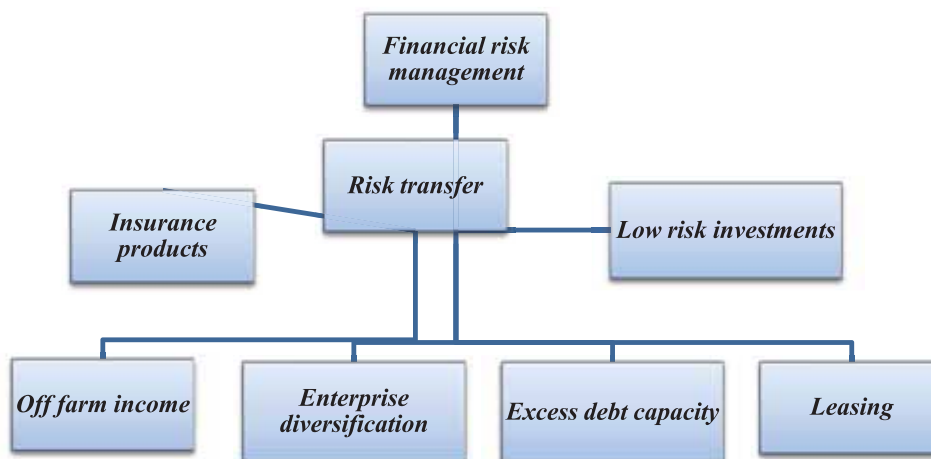 Financial risk
management
Risk transfer
Insurance
products
Low risk investments
Off farm income
Enterprise
diversification
Excess debt capacity
Leasing